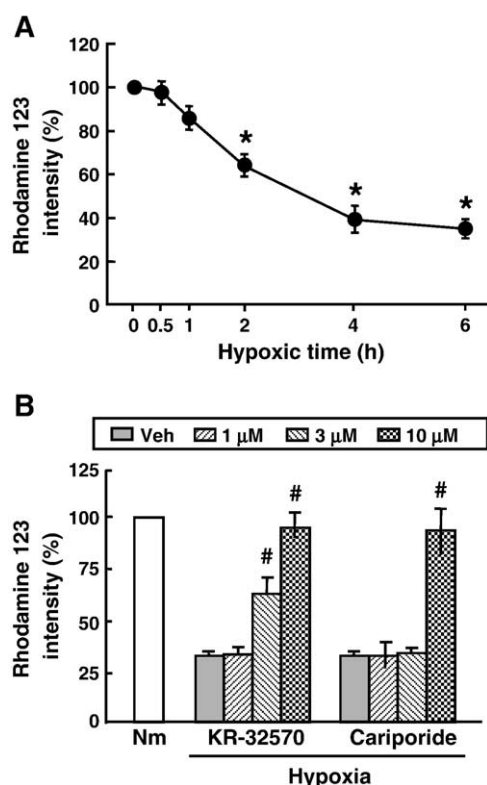 A
120
100
80
60
40
20
0
Rhodamine 123
intensity (%)
* * *
0 0.5 1 2 4 6
Hypoxic time (h)
B
Veh 1 μM 3 μM 10 μM
125
100
75
50
25
0
Rhodamine 123
intensity (%)
# # #
Nm KR-32570 Cariporide
Hypoxia